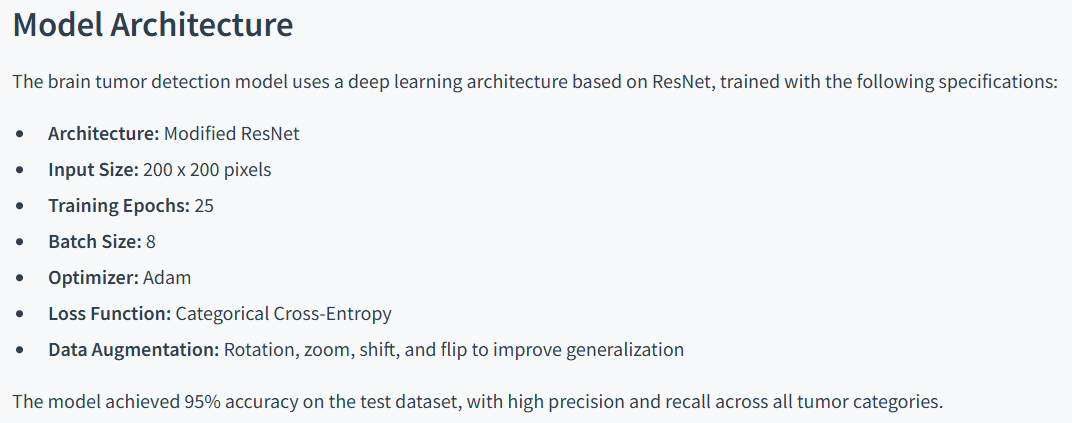 Model Architecture
The brain tumor detection model uses a deep learning architecture based on ResNet, trained with the following specifications:
• Architecture: Modified ResNet
• Input Size: 200 x 200 pixels
• Training Epochs: 25
• Batch Size: 8
• Optimizer: Adam
• Loss Function: Categorical Cross-Entropy
• Data Augmentation: Rotation, zoom, shift, and flip to improve generalization
The model achieved 95% accuracy on the test dataset, with high precision and recall across all tumor categories.